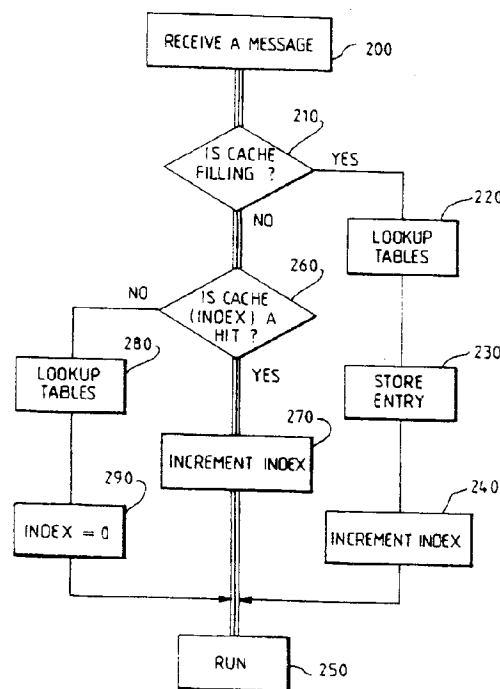 RECEIVE A MESSAGE
200
210
IS CACHE
FILLING ?
YES
NO
220
LOOKUP
TABLES
260
IS CACHE
(INDEX) A
HIT ?
NO
YES
280
LOOKUP
TABLES
230
STORE
ENTRY
270
INCREMENT INDEX
290
INDEX = 0
240
INCREMENT INDEX
RUN
250